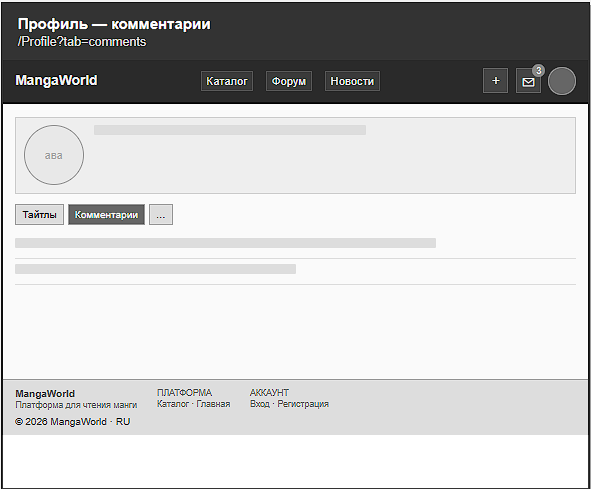 Профиль — комментарии
/Profile?tab=comments
MangaWorld
Каталог
Форум
Новости
+
3
ава
Тайтлы
Комментарии
...
MangaWorld
Платформа для чтения манги
© 2026 MangaWorld · RU
ПЛАТФОРМА
Каталог · Главная
АККАУНТ
Вход · Регистрация